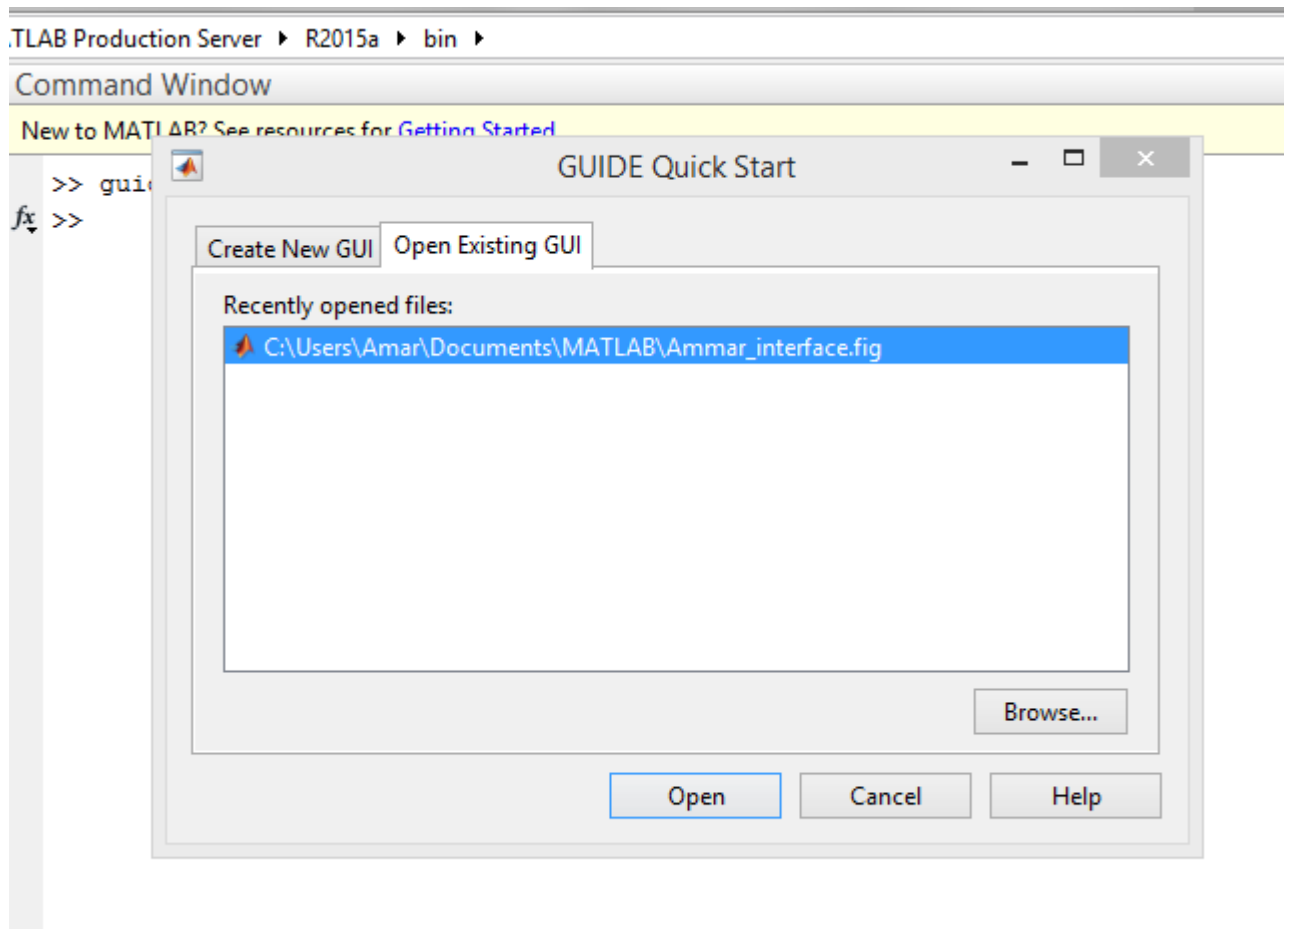 TLAB Production Server ▸ R2015a ▸ bin ▸
Command Window
New to MATLAB? See resources for Getting Started
GUIDE Quick Start
>> guid
fx >>
Create New GUI Open Existing GUI
Recently opened files:
C:\Users\Amar\Documents\MATLAB\Ammar_interface.fig
Browse...
Open Cancel Help